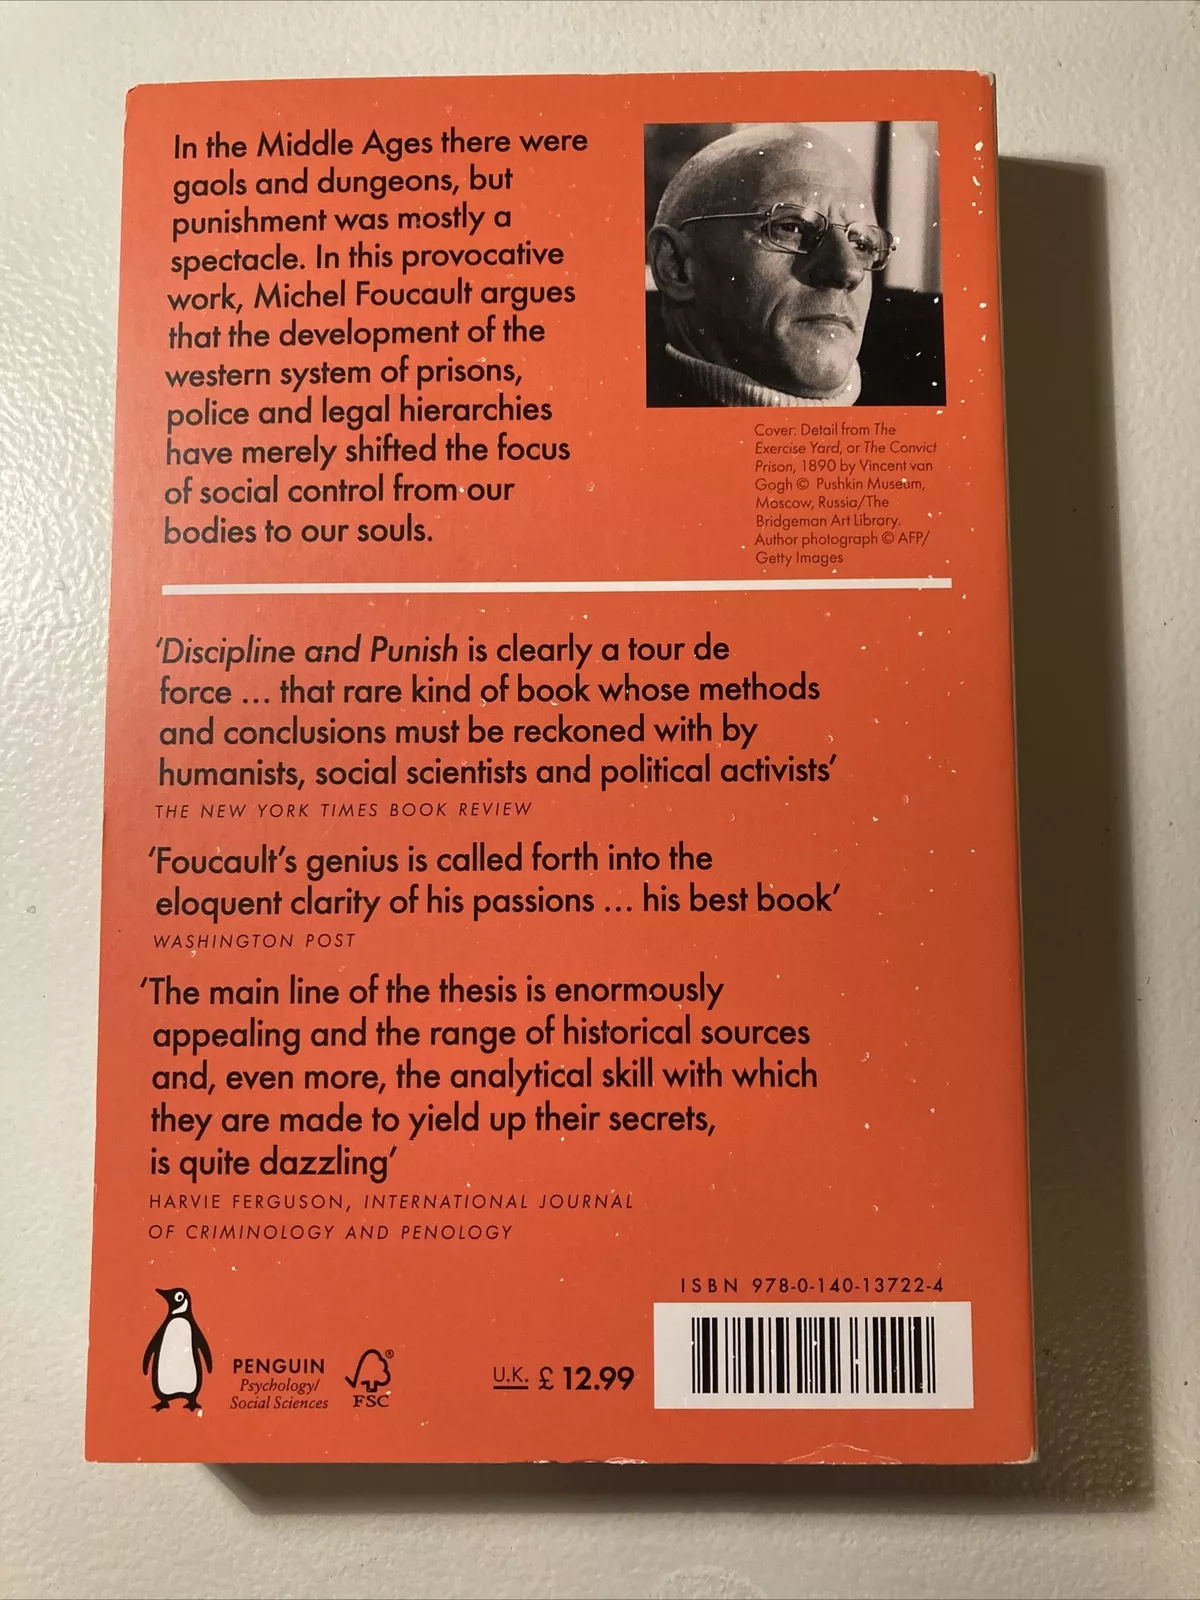 In the Middle Ages there were
gaols and dungeons, but
punishment was mostly a
spectacle. In this provocative
work, Michel Foucault argues
that the development of the
western system of prisons,
police and legal hierarchies
have merely shifted the focus
of social control from our
bodies to our souls.
Cover: Detail from The
Exercise Yard, or The Convict
Prison, 1890 by Vincent van
Gogh © Pushkin Museum,
Moscow, Russia/The
Bridgeman Art Library.
Author photograph © AFP/
Getty Images
‘Discipline and Punish is clearly a tour de
force ... that rare kind of book whose methods
and conclusions must be reckoned with by
humanists, social scientists and political activists’
THE NEW YORK TIMES BOOK REVIEW
‘Foucault’s genius is called forth into the
eloquent clarity of his passions ... his best book’
WASHINGTON POST
‘The main line of the thesis is enormously
appealing and the range of historical sources
and, even more, the analytical skill with which
they are made to yield up their secrets,
is quite dazzling’
HARVIE FERGUSON, INTERNATIONAL JOURNAL
OF CRIMINOLOGY AND PENOLOGY
ISBN 978-0-140-13722-4
PENGUIN
Psychology/
Social Sciences
®
FSC
U.K. £ 12.99